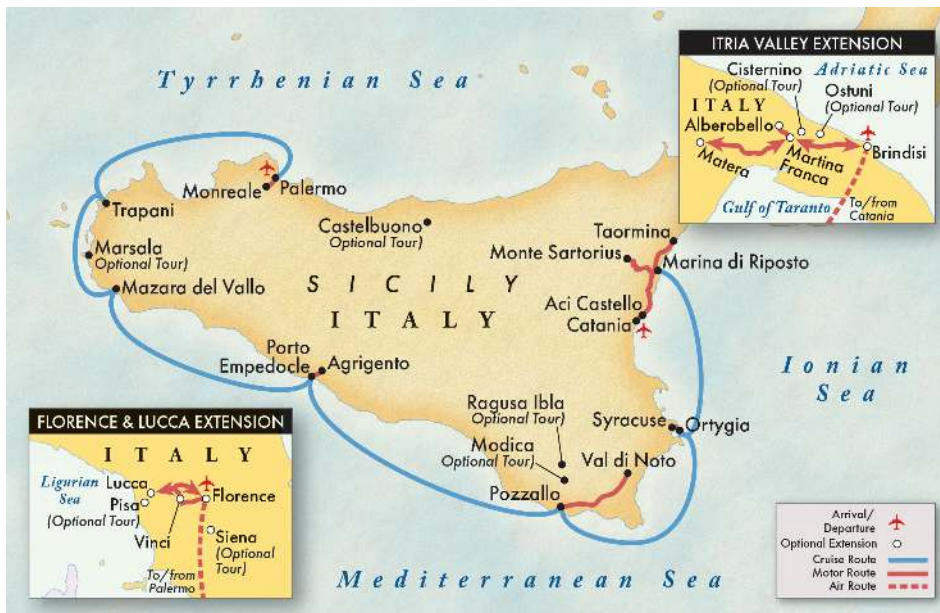 Tyrrhenian Sea
ITRIA VALLEY EXTENSION
Cisternino
(Optional Tour)
Adriatic Sea
Ostuni
(Optional Tour)
ITALY
Alberobello
Matera
Martina
Franca
Brindisi
Gulf of Taranto
To/from
Catania
Monreale
Palermo
Trapani
Castelbuono
(Optional Tour)
Taormina
Marsala
(Optional Tour)
Monte Sartorius
Marina di Riposto
Mazara del Vallo
SICILY
ITALY
Aci Castello
Catania
Porto
Empedocle
Agrigento
Ionian
Sea
Ragusa Ibla
(Optional Tour)
Modica
(Optional Tour)
Syracuse
Ortygia
Val di Noto
Pozzallo
FLORENCE & LUCCA EXTENSION
ITALY
Ligurian
Sea
Lucca
Pisa
(Optional Tour)
Florence
Vinci
Siena
(Optional
Tour)
To/from
Palermo
Mediterranean Sea
Arrival/
Departure
Optional Extension
Cruise Route
Motor Route
Air Route